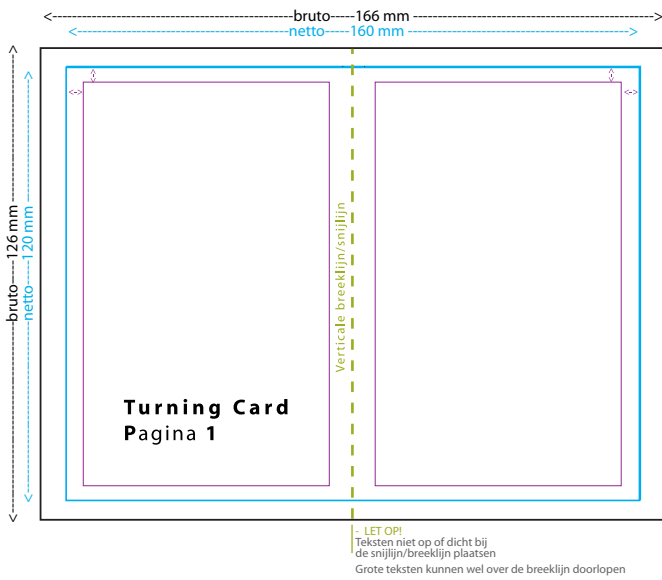 bruto-----166 mm
netto-----160 mm
bruto----126 mm
netto----120 mm
Verticale breeklijn/snijlijn
Turning Card
Pagina 1
- LET OP!
Teksten niet op of dicht bij
de snijlijn/breeklijn plaatsen
Grote teksten kunnen wel over de breeklijn doorlopen